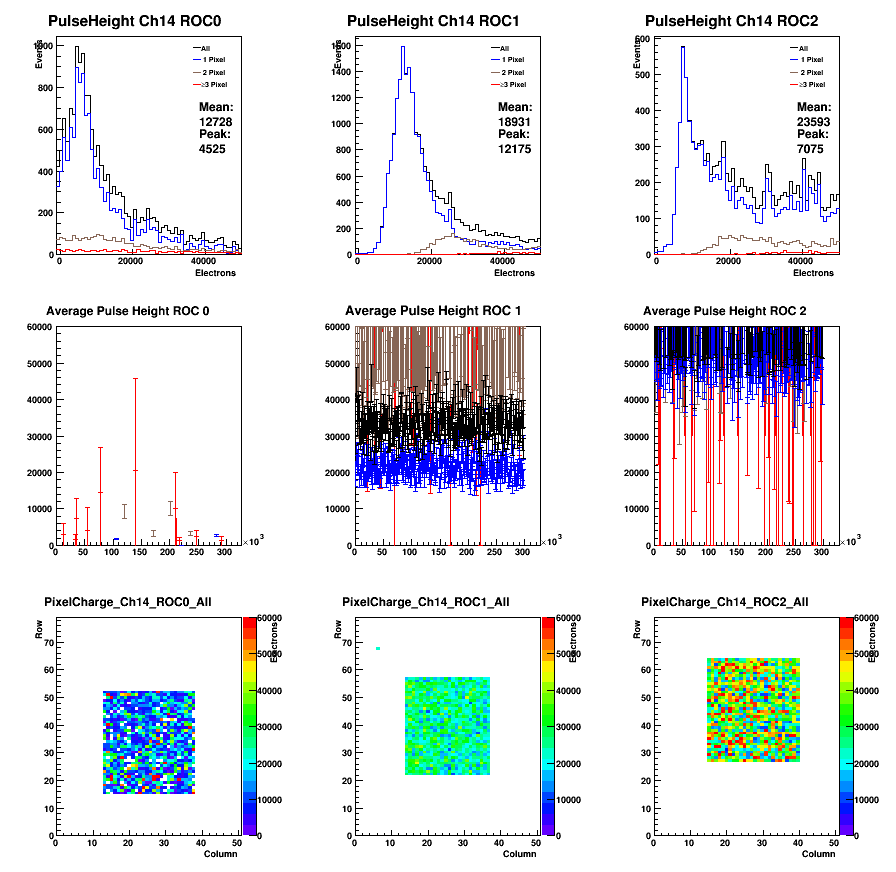 PulseHeight Ch14 ROC0
Events
1000
800
600
400
200
0
All
1 Pixel
2 Pixel
≥3 Pixel
Mean:
12728
Peak:
4525
0 20000 40000
Electrons
PulseHeight Ch14 ROC1
Events
1600
1400
1200
1000
800
600
400
200
0
All
1 Pixel
2 Pixel
≥3 Pixel
Mean:
18931
Peak:
12175
0 20000 40000
Electrons
PulseHeight Ch14 ROC2
Events
600
500
400
300
200
100
0
All
1 Pixel
2 Pixel
≥3 Pixel
Mean:
23593
Peak:
7075
0 20000 40000
Electrons
Average Pulse Height ROC 0
60000
50000
40000
30000
20000
10000
0
0 50 100 150 200 250 300 ×10³
Average Pulse Height ROC 1
60000
50000
40000
30000
20000
10000
0
0 50 100 150 200 250 300 ×10³
Average Pulse Height ROC 2
60000
50000
40000
30000
20000
10000
0
0 50 100 150 200 250 300 ×10³
PixelCharge_Ch14_ROC0_All
Row
70
60
50
40
30
20
10
0
0 10 20 30 40 50
Column
60000
50000
40000
30000
20000
10000
0
Electrons
PixelCharge_Ch14_ROC1_All
Row
70
60
50
40
30
20
10
0
0 10 20 30 40 50
Column
60000
50000
40000
30000
20000
10000
0
Electrons
PixelCharge_Ch14_ROC2_All
Row
70
60
50
40
30
20
10
0
0 10 20 30 40 50
Column
60000
50000
40000
30000
20000
10000
0
Electrons